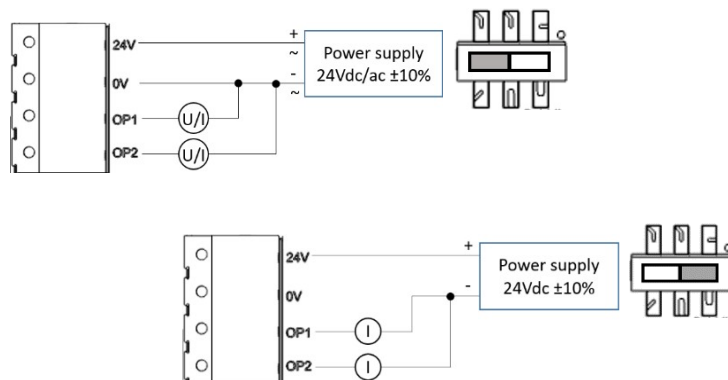 24V
+
~
Power supply
24Vdc/ac ±10%
0V
-
~
OP1
U/I
OP2
U/I
24V
+
Power supply
24Vdc ±10%
0V
-
OP1
I
OP2
I